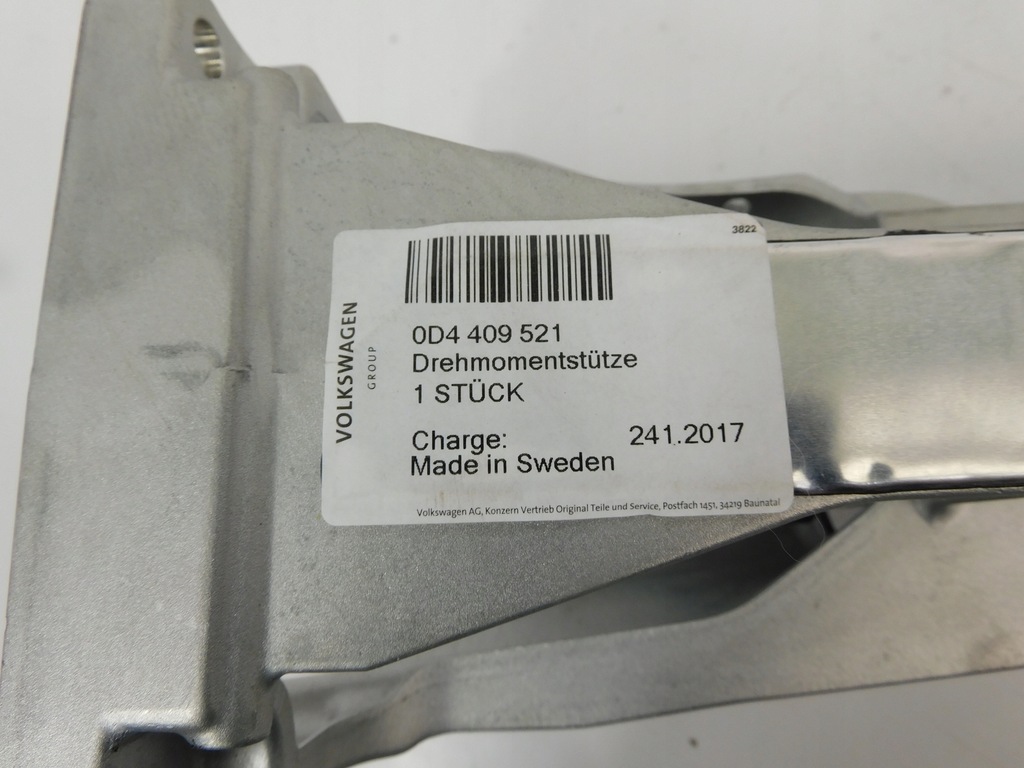 3822
VOLKSWAGEN
GROUP
0D4 409 521
Drehmomentstütze
1 STÜCK
Charge: 241.2017
Made in Sweden
Volkswagen AG, Konzern Vertrieb Original Teile und Service, Postfach 1451, 34219 Baunatal